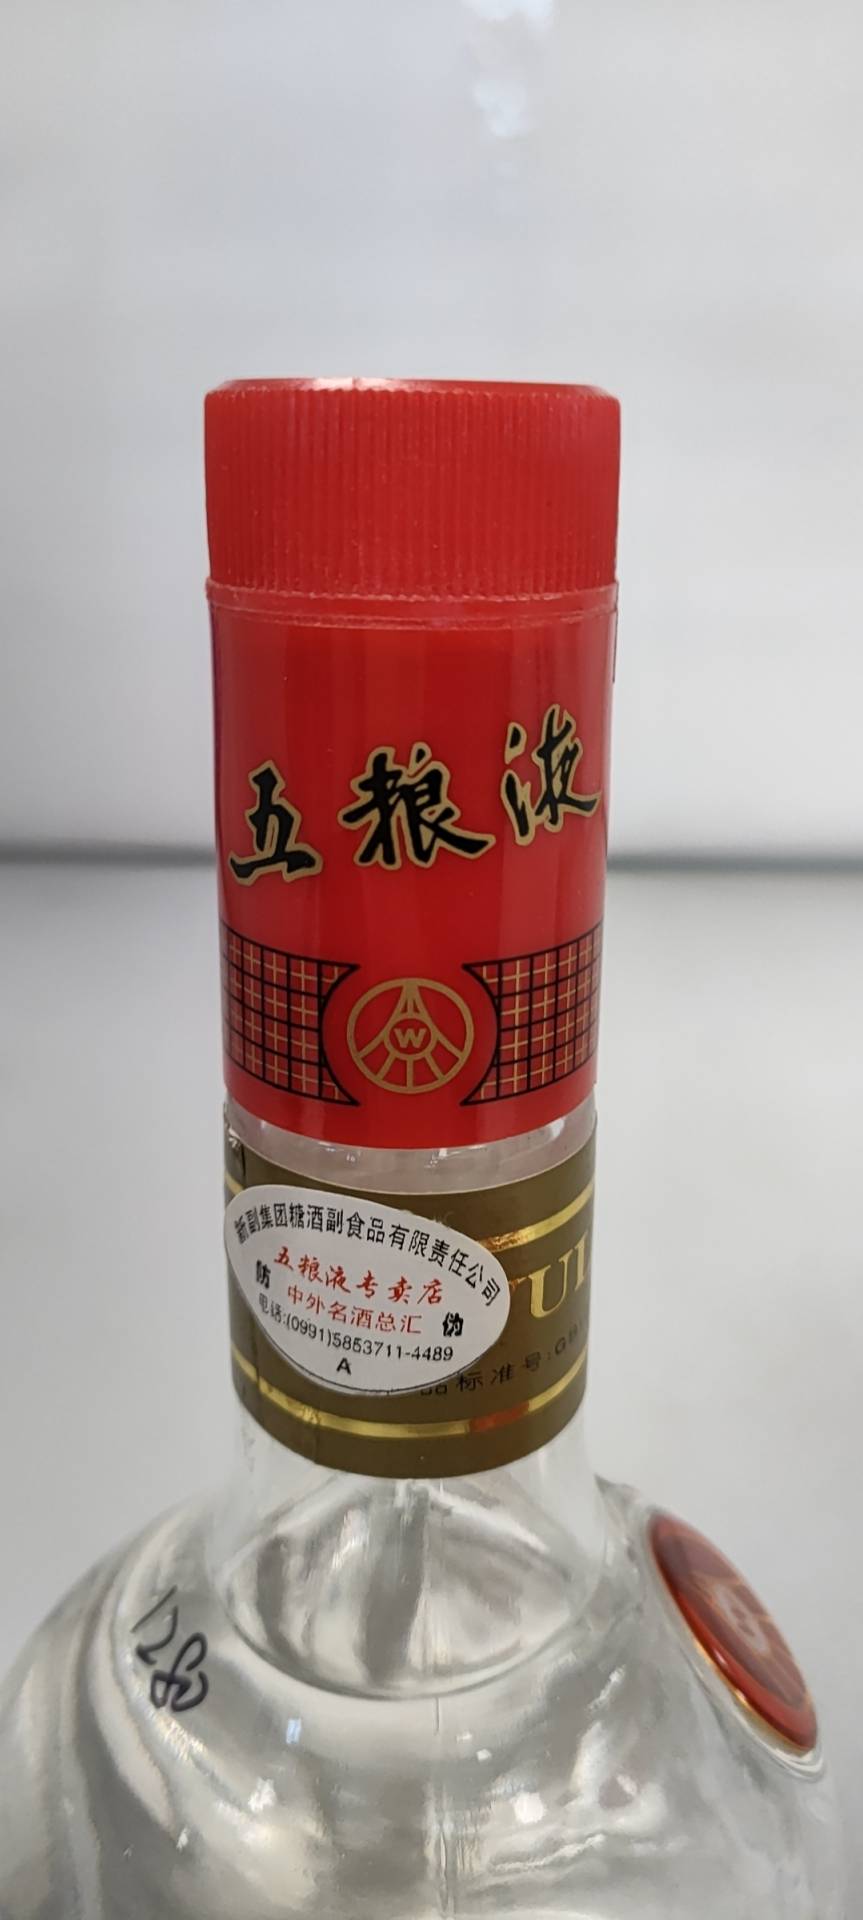 五粮液
W
新副集团糖酒副食品有限责任公司
五粮液专卖店
防 中外名酒总汇 伪
电话:(0991)5853711-4489
A
品标准号:GB
128